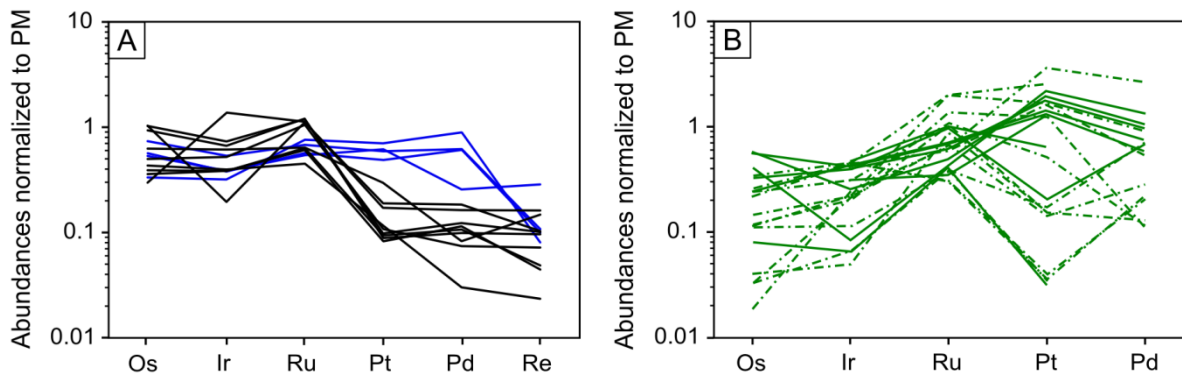 Abundances normalized to PM
10
1
0.1
0.01
A
Os Ir Ru Pt Pd Re
Abundances normalized to PM
10
1
0.1
0.01
B
Os Ir Ru Pt Pd